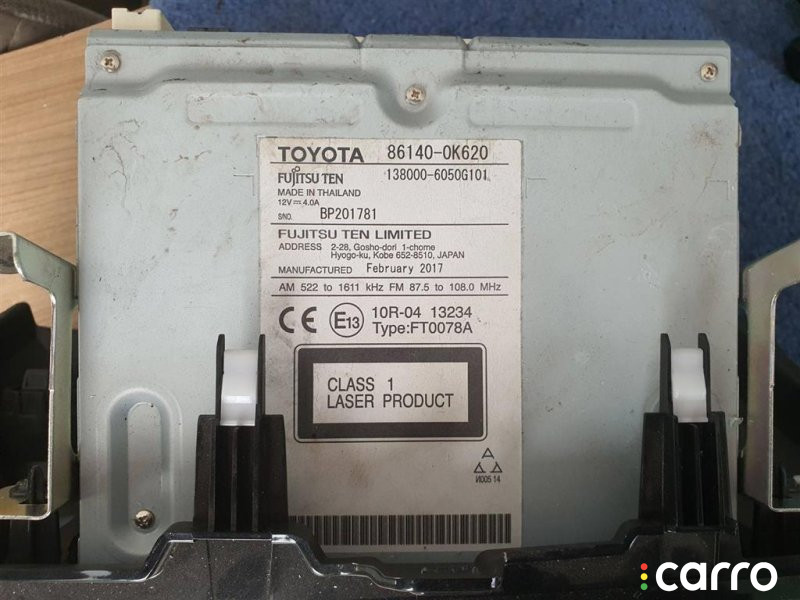 TOYOTA 86140-0K620
FUJITSU TEN 138000-6050G101
MADE IN THAILAND
12V⎓4.0A
S/NO. BP201781
FUJITSU TEN LIMITED
ADDRESS 2-28, Gosho-dori 1-chome
Hyogo-ku, Kobe 652-8510, JAPAN
MANUFACTURED February 2017
AM 522 to 1611 kHz FM 87.5 to 108.0 MHz
CE E13 10R-04 13234
Type:FT0078A
CLASS 1
LASER PRODUCT
И005 14
carro